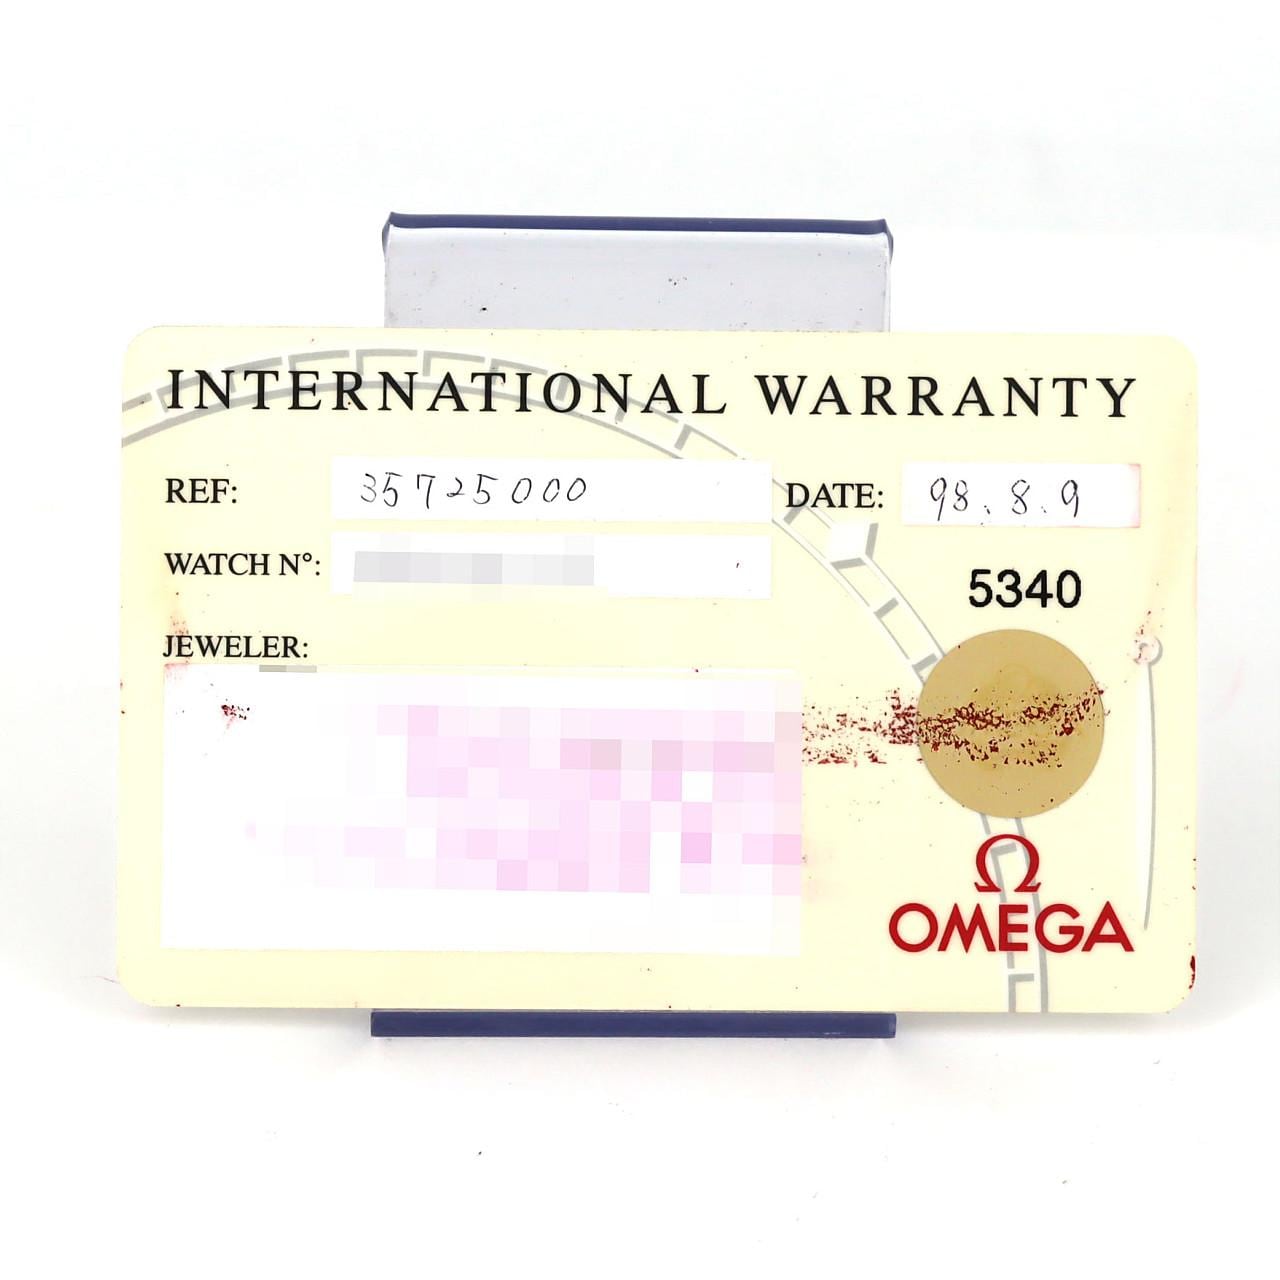 INTERNATIONAL WARRANTY
REF: 35725000 DATE: 98.8.9
WATCH N°:
5340
JEWELER:
Ω
OMEGA